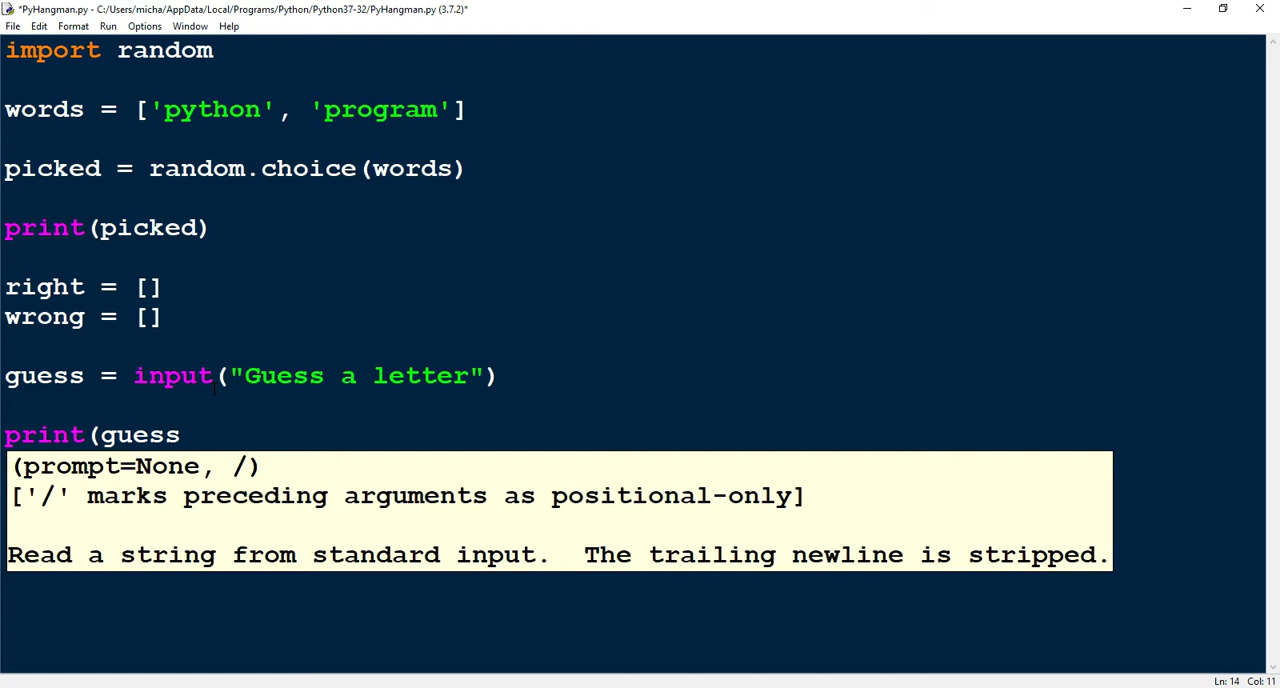 *PyHangman.py - C:/Users/micha/AppData/Local/Programs/Python/Python37-32/PyHangman.py (3.7.2)*
File Edit Format Run Options Window Help
import random
words = ['python', 'program']
picked = random.choice(words)
print(picked)
right = []
wrong = []
guess = input("Guess a letter")
print(guess
(prompt=None, /)
['/' marks preceding arguments as positional-only]
Read a string from standard input.  The trailing newline is stripped.
Ln: 14 Col: 11